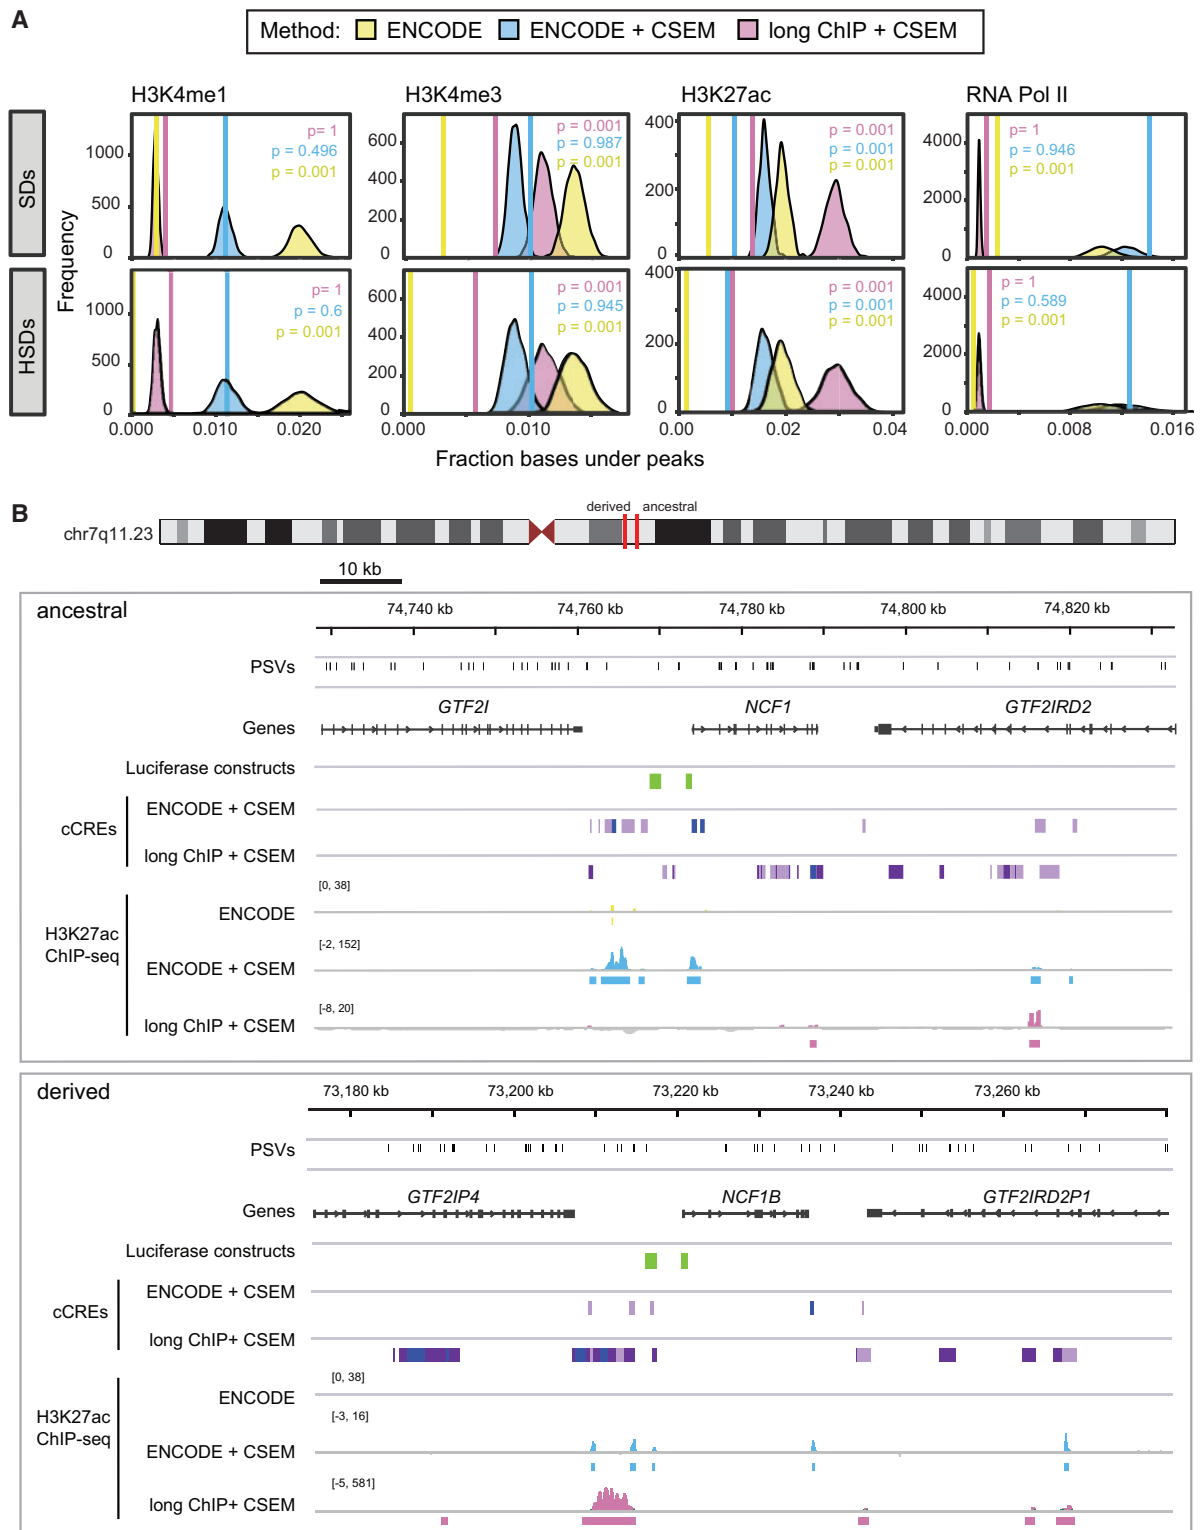 A
Method: ENCODE ENCODE + CSEM long ChIP + CSEM
H3K4me1 H3K4me3 H3K27ac RNA Pol II
SDs
HSDs
Frequency
1000
500
0
p= 1
p = 0.496
p = 0.001
600
400
200
0
p = 0.001
p = 0.987
p = 0.001
400
200
0
p = 0.001
p = 0.001
p = 0.001
4000
2000
0
p = 1
p = 0.946
p = 0.001
1000
500
0
p= 1
p = 0.6
p = 0.001
600
400
200
0
p = 0.001
p = 0.945
p = 0.001
400
200
0
p = 0.001
p = 0.001
p = 0.001
4000
2000
0
p = 1
p = 0.589
p = 0.001
0.000 0.010 0.020 0.000 0.010 0.00 0.02 0.04 0.000 0.008 0.016
Fraction bases under peaks
B
derived ancestral
chr7q11.23
10 kb
ancestral
74,740 kb 74,760 kb 74,780 kb 74,800 kb 74,820 kb
PSVs
GTF2I NCF1 GTF2IRD2
Genes
Luciferase constructs
cCREs
ENCODE + CSEM
long ChIP + CSEM
[0, 38]
H3K27ac
ChIP-seq
ENCODE
[-2, 152]
ENCODE + CSEM
[-8, 20]
long ChIP + CSEM
derived
73,180 kb 73,200 kb 73,220 kb 73,240 kb 73,260 kb
PSVs
GTF2IP4 NCF1B GTF2IRD2P1
Genes
Luciferase constructs
cCREs
ENCODE + CSEM
long ChIP+ CSEM
[0, 38]
H3K27ac
ChIP-seq
ENCODE
[-3, 16]
ENCODE + CSEM
[-5, 581]
long ChIP+ CSEM